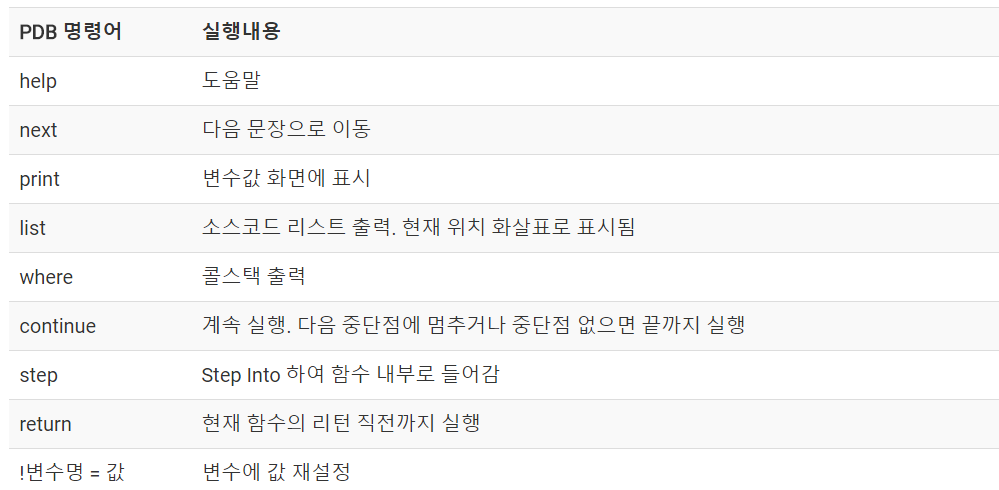 PDB 명령어 실행내용
help 도움말
next 다음 문장으로 이동
print 변수값 화면에 표시
list 소스코드 리스트 출력. 현재 위치 화살표로 표시됨
where 콜스택 출력
continue 계속 실행. 다음 중단점에 멈추거나 중단점 없으면 끝까지 실행
step Step Into 하여 함수 내부로 들어감
return 현재 함수의 리턴 직전까지 실행
!변수명 = 값 변수에 값 재설정